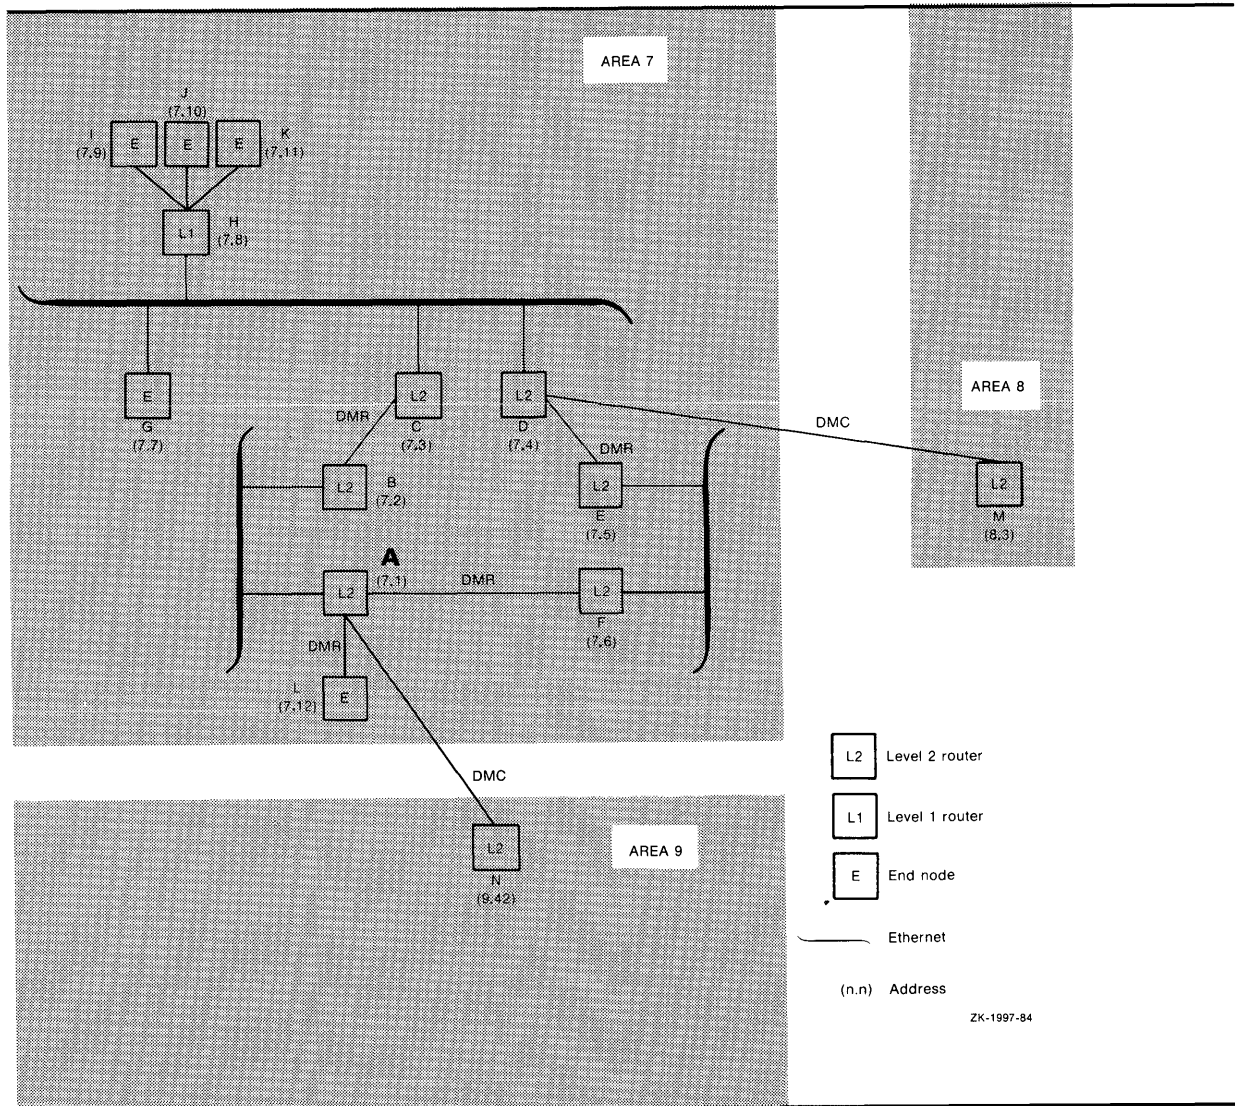 AREA 7
J
(7.10)
I
(7.9)
E
E
E
K
(7.11)
L1
H
(7.8)
E
G
(7.7)
L2
C
(7.3)
L2
D
(7.4)
AREA 8
DMR
DMC
DMR
L2
B
(7.2)
L2
E
(7.5)
L2
M
(8.3)
A
(7.1)
L2
DMR
L2
F
(7.6)
DMR
L
(7.12)
E
DMC
L2
N
(9.42)
AREA 9
L2 Level 2 router
L1 Level 1 router
E End node
Ethernet
(n.n) Address
ZK-1997-84